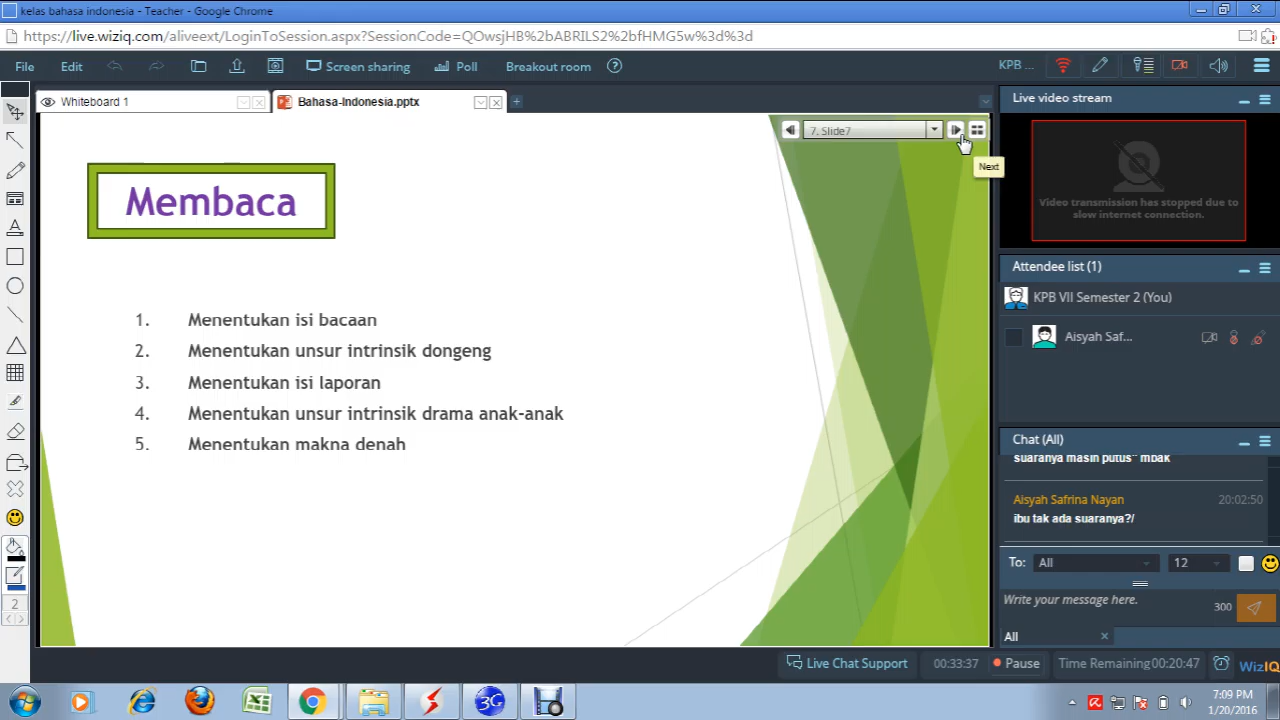 kelas bahasa indonesia - Teacher - Google Chrome
https://live.wiziq.com/aliveext/LoginToSession.aspx?SessionCode=QOwsjHB%2bABRILS2%2bfHMG5w%3d%3d
File Edit Screen sharing Poll Breakout room ? KPB ...
Whiteboard 1 Bahasa-Indonesia.pptx
7. Slide7
Next
Membaca
1. Menentukan isi bacaan
2. Menentukan unsur intrinsik dongeng
3. Menentukan isi laporan
4. Menentukan unsur intrinsik drama anak-anak
5. Menentukan makna denah
2
Live video stream
Video transmission has stopped due to
slow internet connection.
Attendee list (1)
KPB VII Semester 2 (You)
Aisyah Saf...
Chat (All)
suaranya masin putus" mbak
Aisyah Safrina Nayan 20:02:50
ibu tak ada suaranya?/
To: All 12
Write your message here. 300
All
Live Chat Support 00:33:37 Pause Time Remaining 00:20:47 WizIQ
3G
7:09 PM
1/20/2016